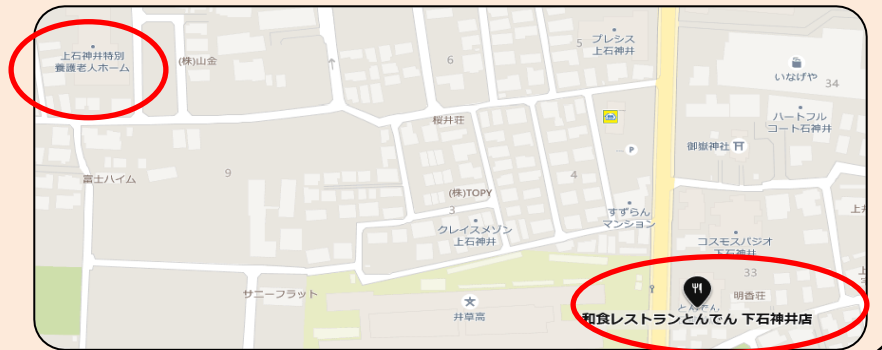 上石神井特別
養護老人ホーム
(株)山金
6
5
プレシス
上石神井
いなげや
34
ハートフル
コート石神井
桜井荘
P
御嶽神社
富士ハイム
9
4
(株)TOPY
3
クレイスメゾン
上石神井
すずらん
マンション
上井
コスモスパジオ
下石神井
33
サニーフラット
明香荘
井草高
とんでん
和食レストランとんでん 下石神井店